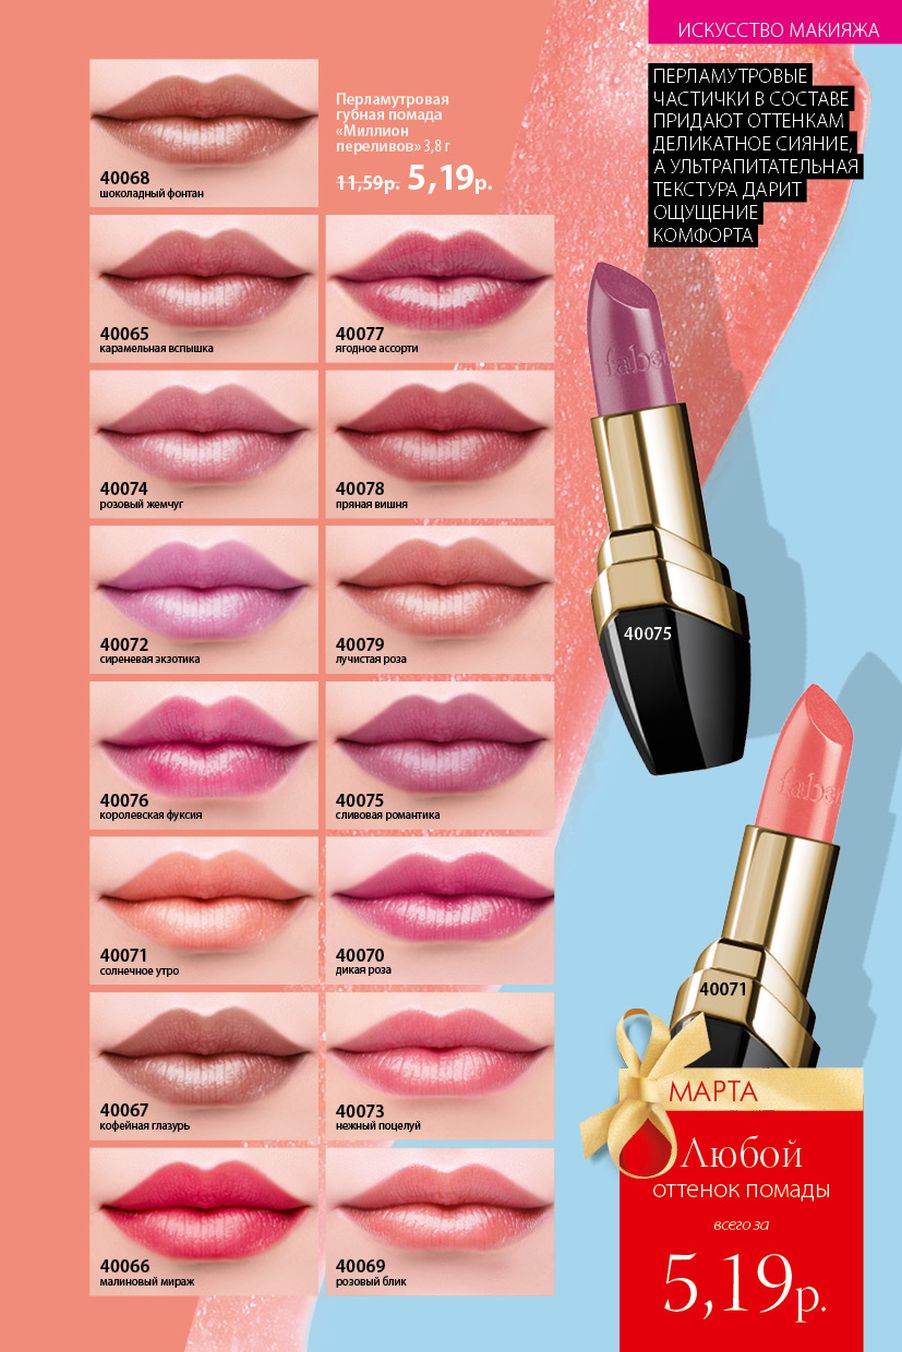 ИСКУССТВО МАКИЯЖА
ПЕРЛАМУТРОВЫЕ
ЧАСТИЧКИ В СОСТАВЕ
ПРИДАЮТ ОТТЕНКАМ
ДЕЛИКАТНОЕ СИЯНИЕ,
А УЛЬТРАПИТАТЕЛЬНАЯ
ТЕКСТУРА ДАРИТ
ОЩУЩЕНИЕ
КОМФОРТА
Перламутровая
губная помада
«Миллион
переливов» 3,8 г
11,59р. 5,19р.
40068
шоколадный фонтан
40065
карамельная вспышка
40077
ягодное ассорти
40074
розовый жемчуг
40078
пряная вишня
40072
сиреневая экзотика
40079
лучистая роза
40076
королевская фуксия
40075
сливовая романтика
40071
солнечное утро
40070
дикая роза
40067
кофейная глазурь
40073
нежный поцелуй
40066
малиновый мираж
40069
розовый блик
faber
40075
faber
40071
МАРТА
Любой
оттенок помады
всего за
5,19р.